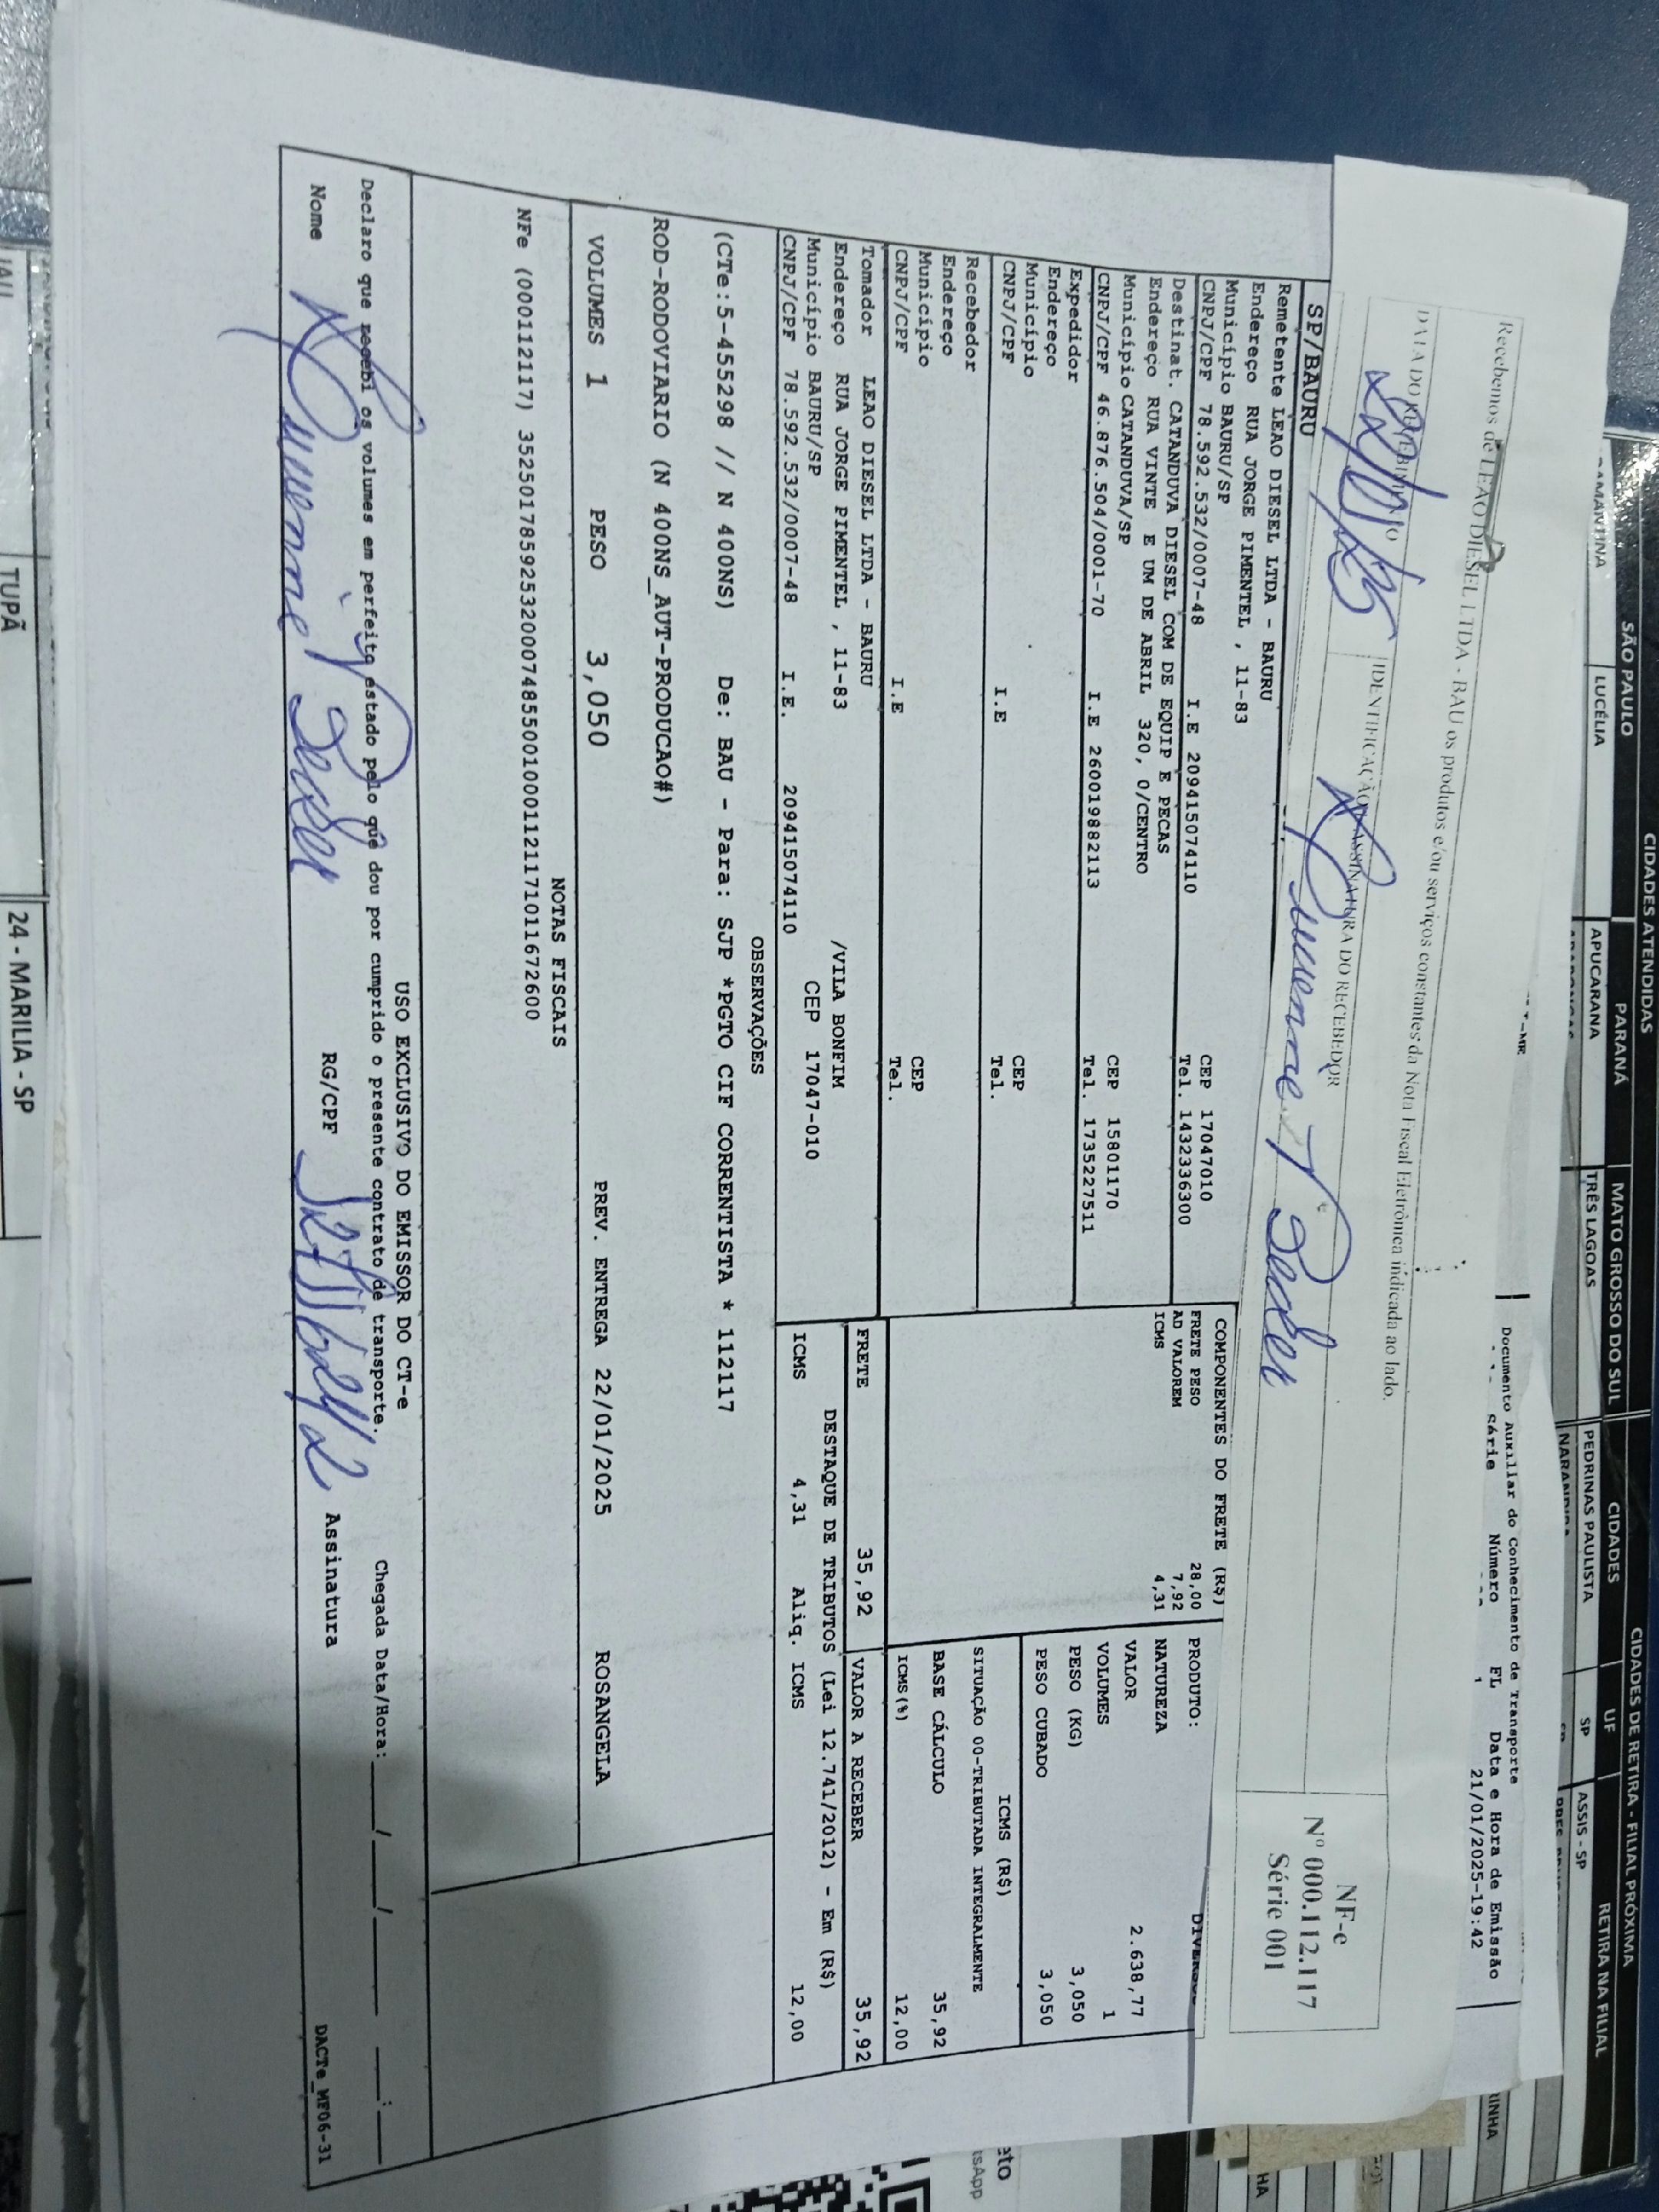 CIDADES ATENDIDAS
CIDADES DE RETIRA - FILIAL PRÓXIMA
SÃO PAULO
PARANÁ
MATO GROSSO DO SUL
CIDADES
UF
RETIRA NA FILIAL
LUCÉLIA
APUCARANA
TRÊS LAGOAS
PEDRINAS PAULISTA
SP
ASSIS - SP
Documento Auxiliar do Conhecimento de Transporte
Série Número FL Data e Hora de Emissão
1 21/01/2025-19:42
Recebemos de LEAO DIESEL LTDA - BAU os produtos e/ou serviços constantes da Nota Fiscal Eletrônica indicada ao lado.
DATA DO RECEBIMENTO
IDENTIFICAÇÃO E ASSINATURA DO RECEBEDOR
NF-e
Nº 000.112.117
Série 001
SP/BAURU
Remetente LEAO DIESEL LTDA - BAURU
Endereço RUA JORGE PIMENTEL , 11-83
Município BAURU/SP CEP 17047010
CNPJ/CPF 78.592.532/0007-48 I.E 209415074110 Tel. 1432336300
Destinat. CATANDUVA DIESEL COM DE EQUIP E PECAS
Endereço RUA VINTE E UM DE ABRIL 320, 0/CENTRO
Município CATANDUVA/SP CEP 15801170
CNPJ/CPF 46.876.504/0001-70 I.E 260019882113 Tel. 1735227511
Expedidor
Endereço
Município CEP
CNPJ/CPF I.E Tel.
Recebedor
Endereço
Município CEP
CNPJ/CPF I.E Tel.
Tomador LEAO DIESEL LTDA - BAURU
Endereço RUA JORGE PIMENTEL , 11-83 /VILA BONFIM
Município BAURU/SP CEP 17047-010
CNPJ/CPF 78.592.532/0007-48 I.E. 209415074110
COMPONENTES DO FRETE (R$)
FRETE PESO 28,00
AD VALOREM 7,92
ICMS 4,31
PRODUTO: DIVERSOS
NATUREZA
VALOR 2.638,77
VOLUMES 1
PESO (KG) 3,050
PESO CUBADO 3,050
ICMS (R$)
SITUAÇÃO 00-TRIBUTADA INTEGRALMENTE
BASE CÁLCULO 35,92
ICMS(%) 12,00
FRETE 35,92
VALOR A RECEBER 35,92
DESTAQUE DE TRIBUTOS (Lei 12.741/2012) - Em (R$)
ICMS 4,31 Aliq. ICMS 12,00
OBSERVAÇÕES
(CTe:5-455298 // N 400NS) De: BAU - Para: SJP *PGTO CIF CORRENTISTA * 112117
ROD-RODOVIARIO (N 400NS_AUT-PRODUCAO#)
VOLUMES 1 PESO 3,050 PREV. ENTREGA 22/01/2025 ROSANGELA
NOTAS FISCAIS
NFe (000112117) 35250178592532000748550010001121171011672600
USO EXCLUSIVO DO EMISSOR DO CT-e
Declaro que recebi os volumes em perfeito estado pelo que dou por cumprido o presente contrato de transporte. Chegada Data/Hora: ___/___/___ __:__
Nome RG/CPF Assinatura
DACTe_MF06-31
TUPÃ
24 - MARILIA - SP